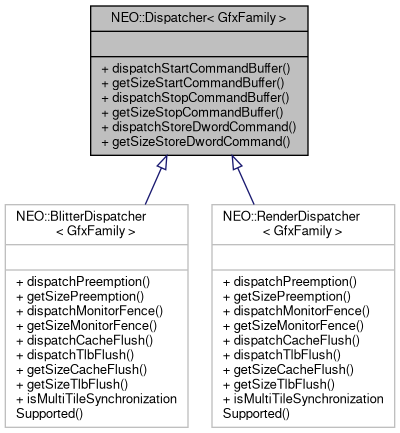 NEO::Dispatcher< GfxFamily >
+ dispatchStartCommandBuffer()
+ getSizeStartCommandBuffer()
+ dispatchStopCommandBuffer()
+ getSizeStopCommandBuffer()
+ dispatchStoreDwordCommand()
+ getSizeStoreDwordCommand()
NEO::BlitterDispatcher
< GfxFamily >
+ dispatchPreemption()
+ getSizePreemption()
+ dispatchMonitorFence()
+ getSizeMonitorFence()
+ dispatchCacheFlush()
+ dispatchTlbFlush()
+ getSizeCacheFlush()
+ getSizeTlbFlush()
+ isMultiTileSynchronization
Supported()
NEO::RenderDispatcher
< GfxFamily >
+ dispatchPreemption()
+ getSizePreemption()
+ dispatchMonitorFence()
+ getSizeMonitorFence()
+ dispatchCacheFlush()
+ dispatchTlbFlush()
+ getSizeCacheFlush()
+ getSizeTlbFlush()
+ isMultiTileSynchronization
Supported()